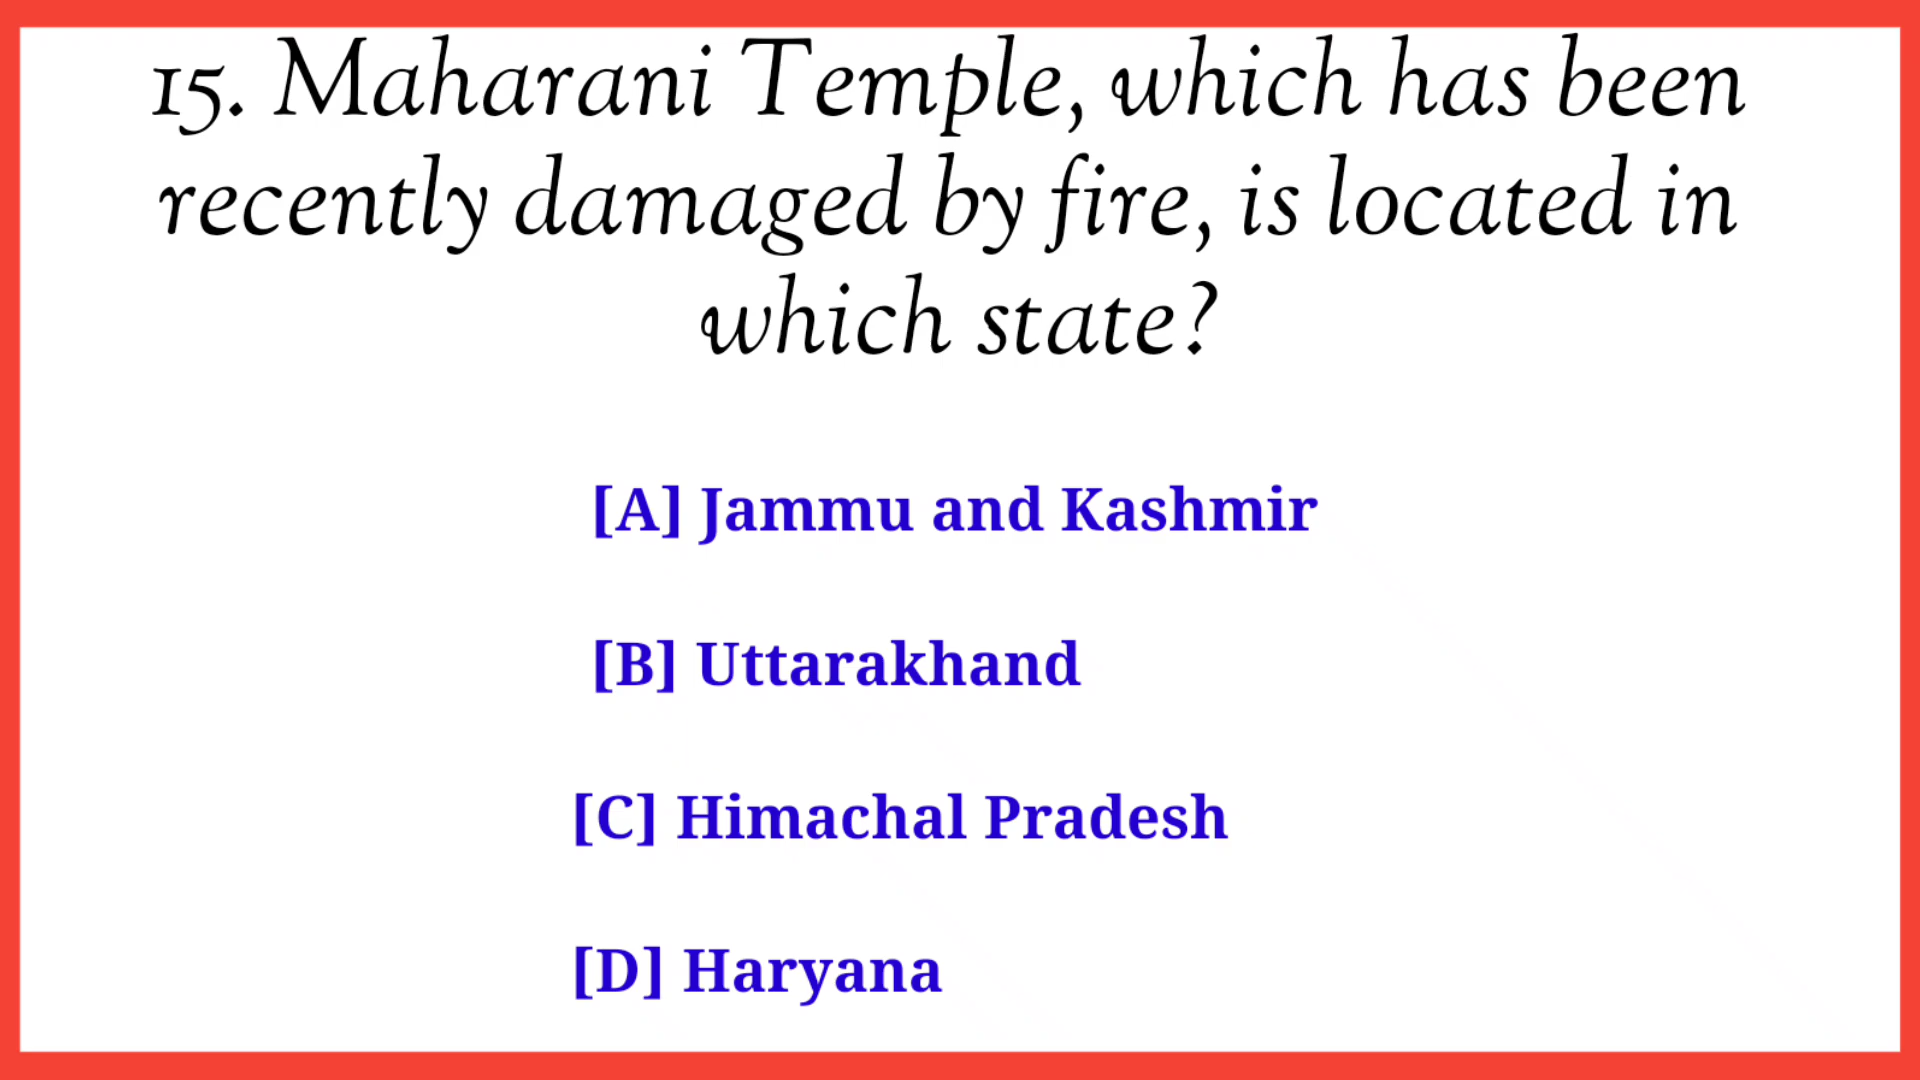 15. Maharani Temple, which has been
recently damaged by fire, is located in
which state?
[A] Jammu and Kashmir
[B] Uttarakhand
[C] Himachal Pradesh
[D] Haryana